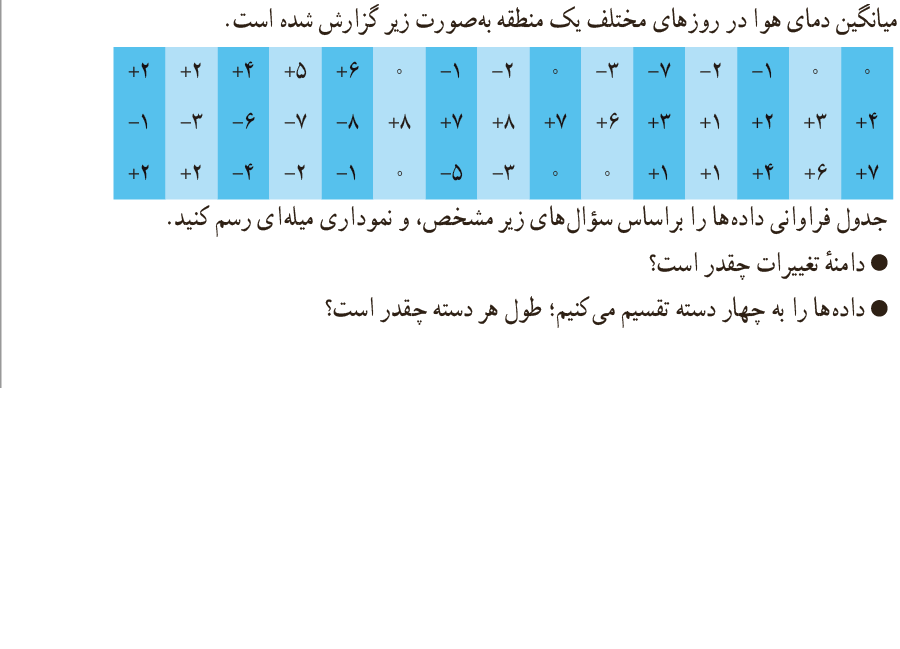 میانگین دمای هوا در روزهای مختلف یک منطقه به‌صورت زیر گزارش شده است.
+۲ +۲ +۴ +۵ +۶ ۰ −۱ −۲ ۰ −۳ −۷ −۲ −۱ ۰ ۰
−۱ −۳ −۶ −۷ −۸ +۸ +۷ +۸ +۷ +۶ +۳ +۱ +۲ +۳ +۴
+۲ +۲ −۴ −۲ −۱ ۰ −۵ −۳ ۰ ۰ +۱ +۱ +۴ +۶ +۷
جدول فراوانی داده‌ها را براساس سؤال‌های زیر مشخص، و نموداری میله‌ای رسم کنید.
● دامنهٔ تغییرات چقدر است؟
● داده‌ها را به چهار دسته تقسیم می‌کنیم؛ طول هر دسته چقدر است؟